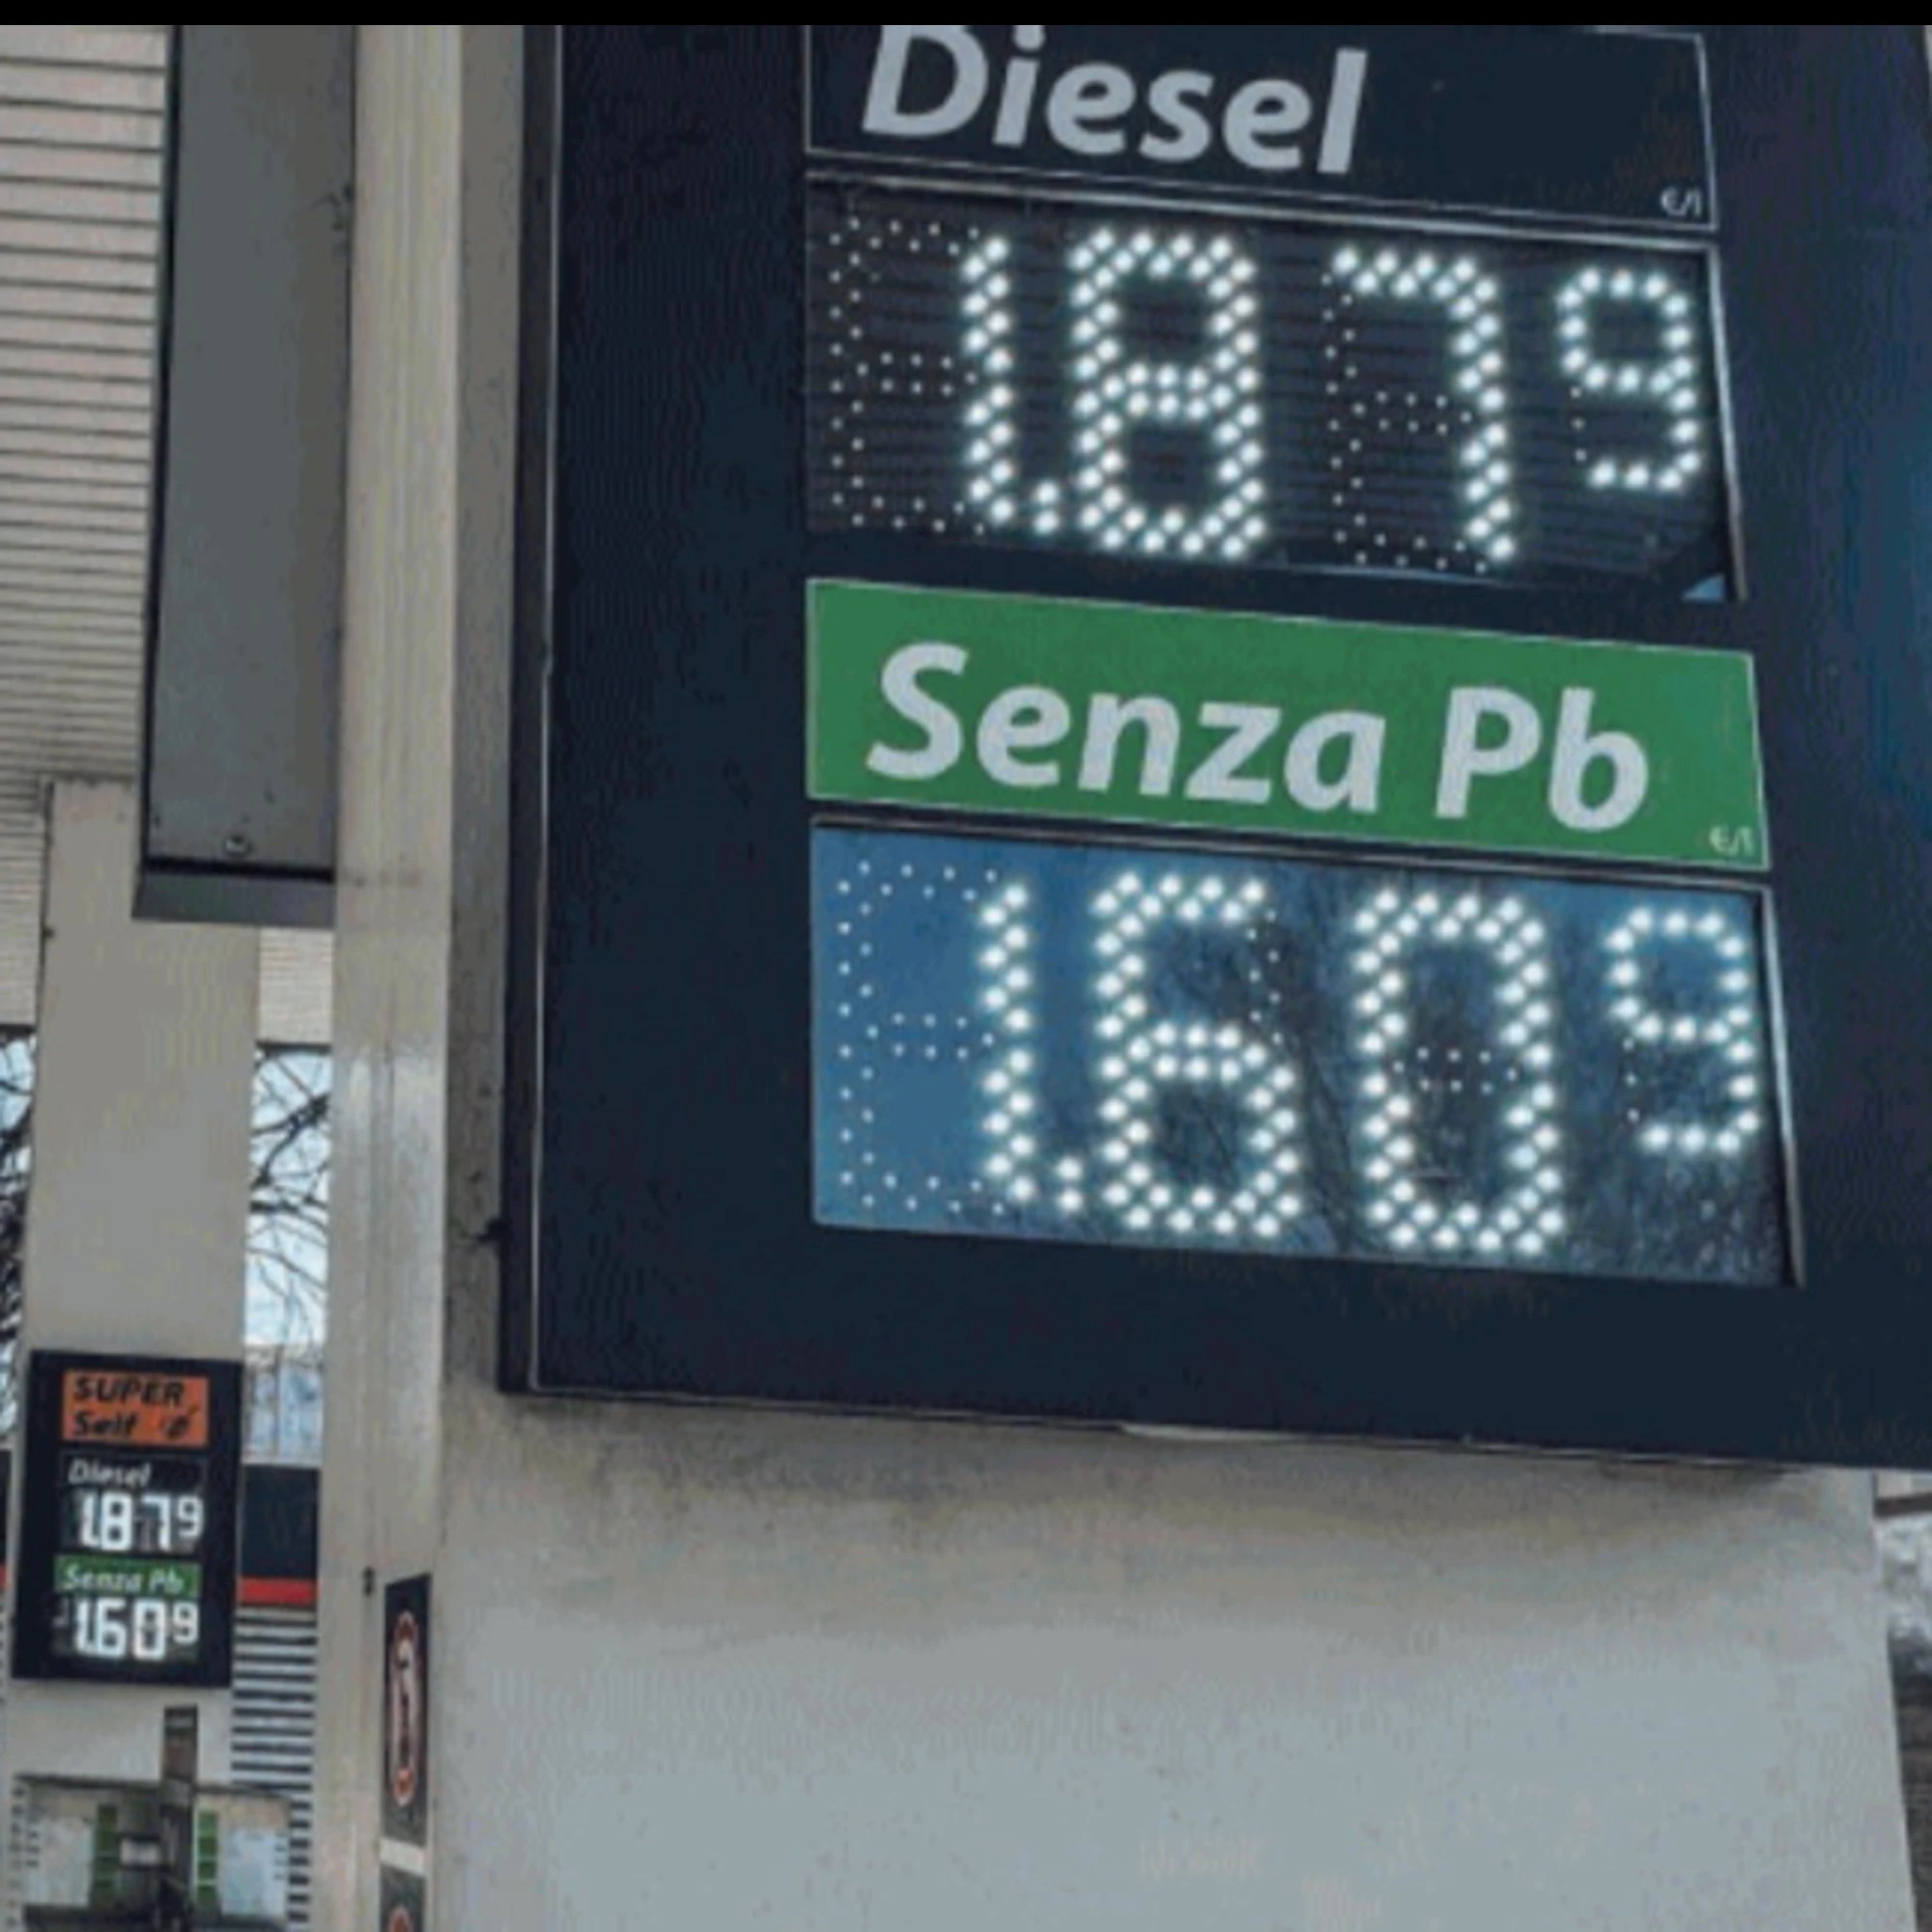 Diesel
€/l
1.879
Senza Pb
€/l
1.609
SUPER
Self
Diesel
1.879
Senza Pb
1.609